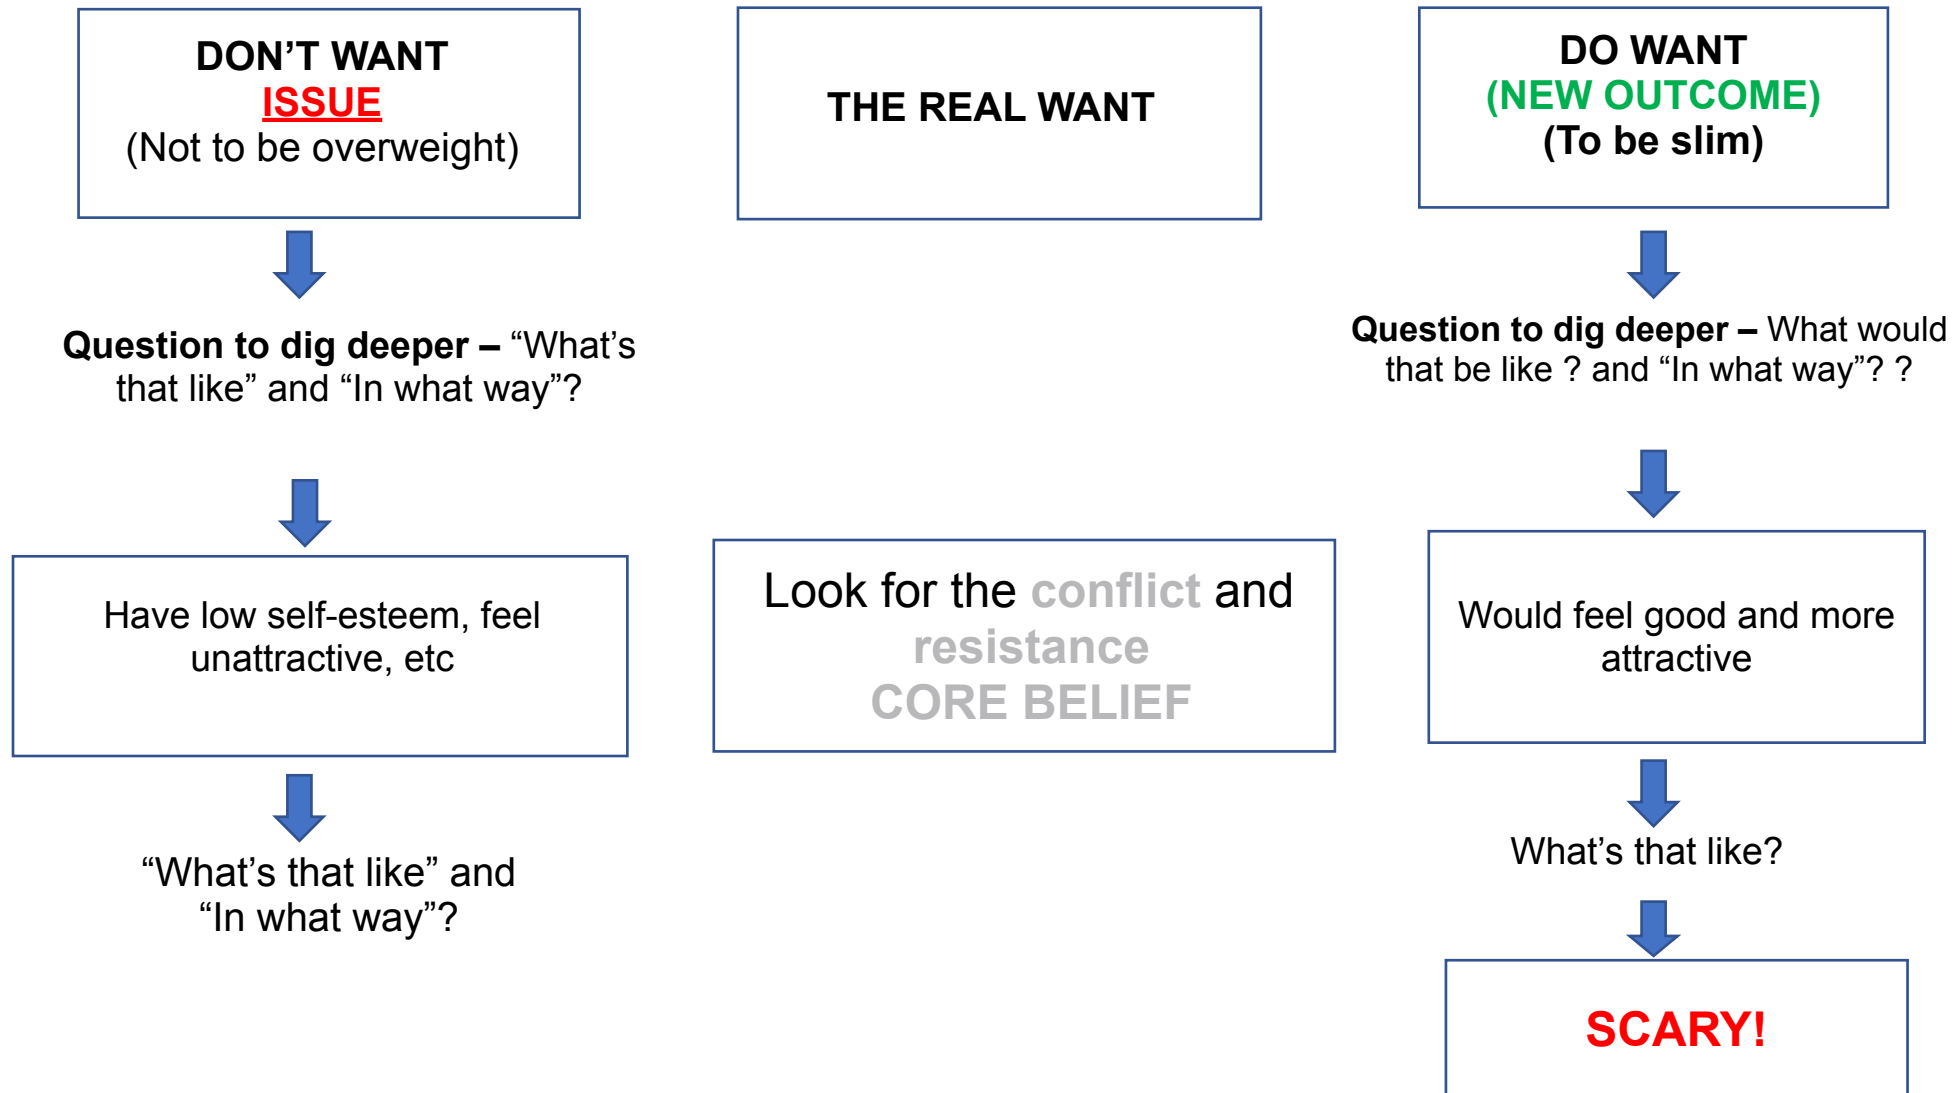 DON’T WANT
ISSUE
(Not to be overweight)
Question to dig deeper – “What’s
that like” and “In what way”?
Have low self-esteem, feel
unattractive, etc
“What’s that like” and
“In what way”?
THE REAL WANT
Look for the conflict and
resistance
CORE BELIEF
DO WANT
(NEW OUTCOME)
(To be slim)
Question to dig deeper – What would
that be like ? and “In what way”? ?
Would feel good and more
attractive
What’s that like?
SCARY!